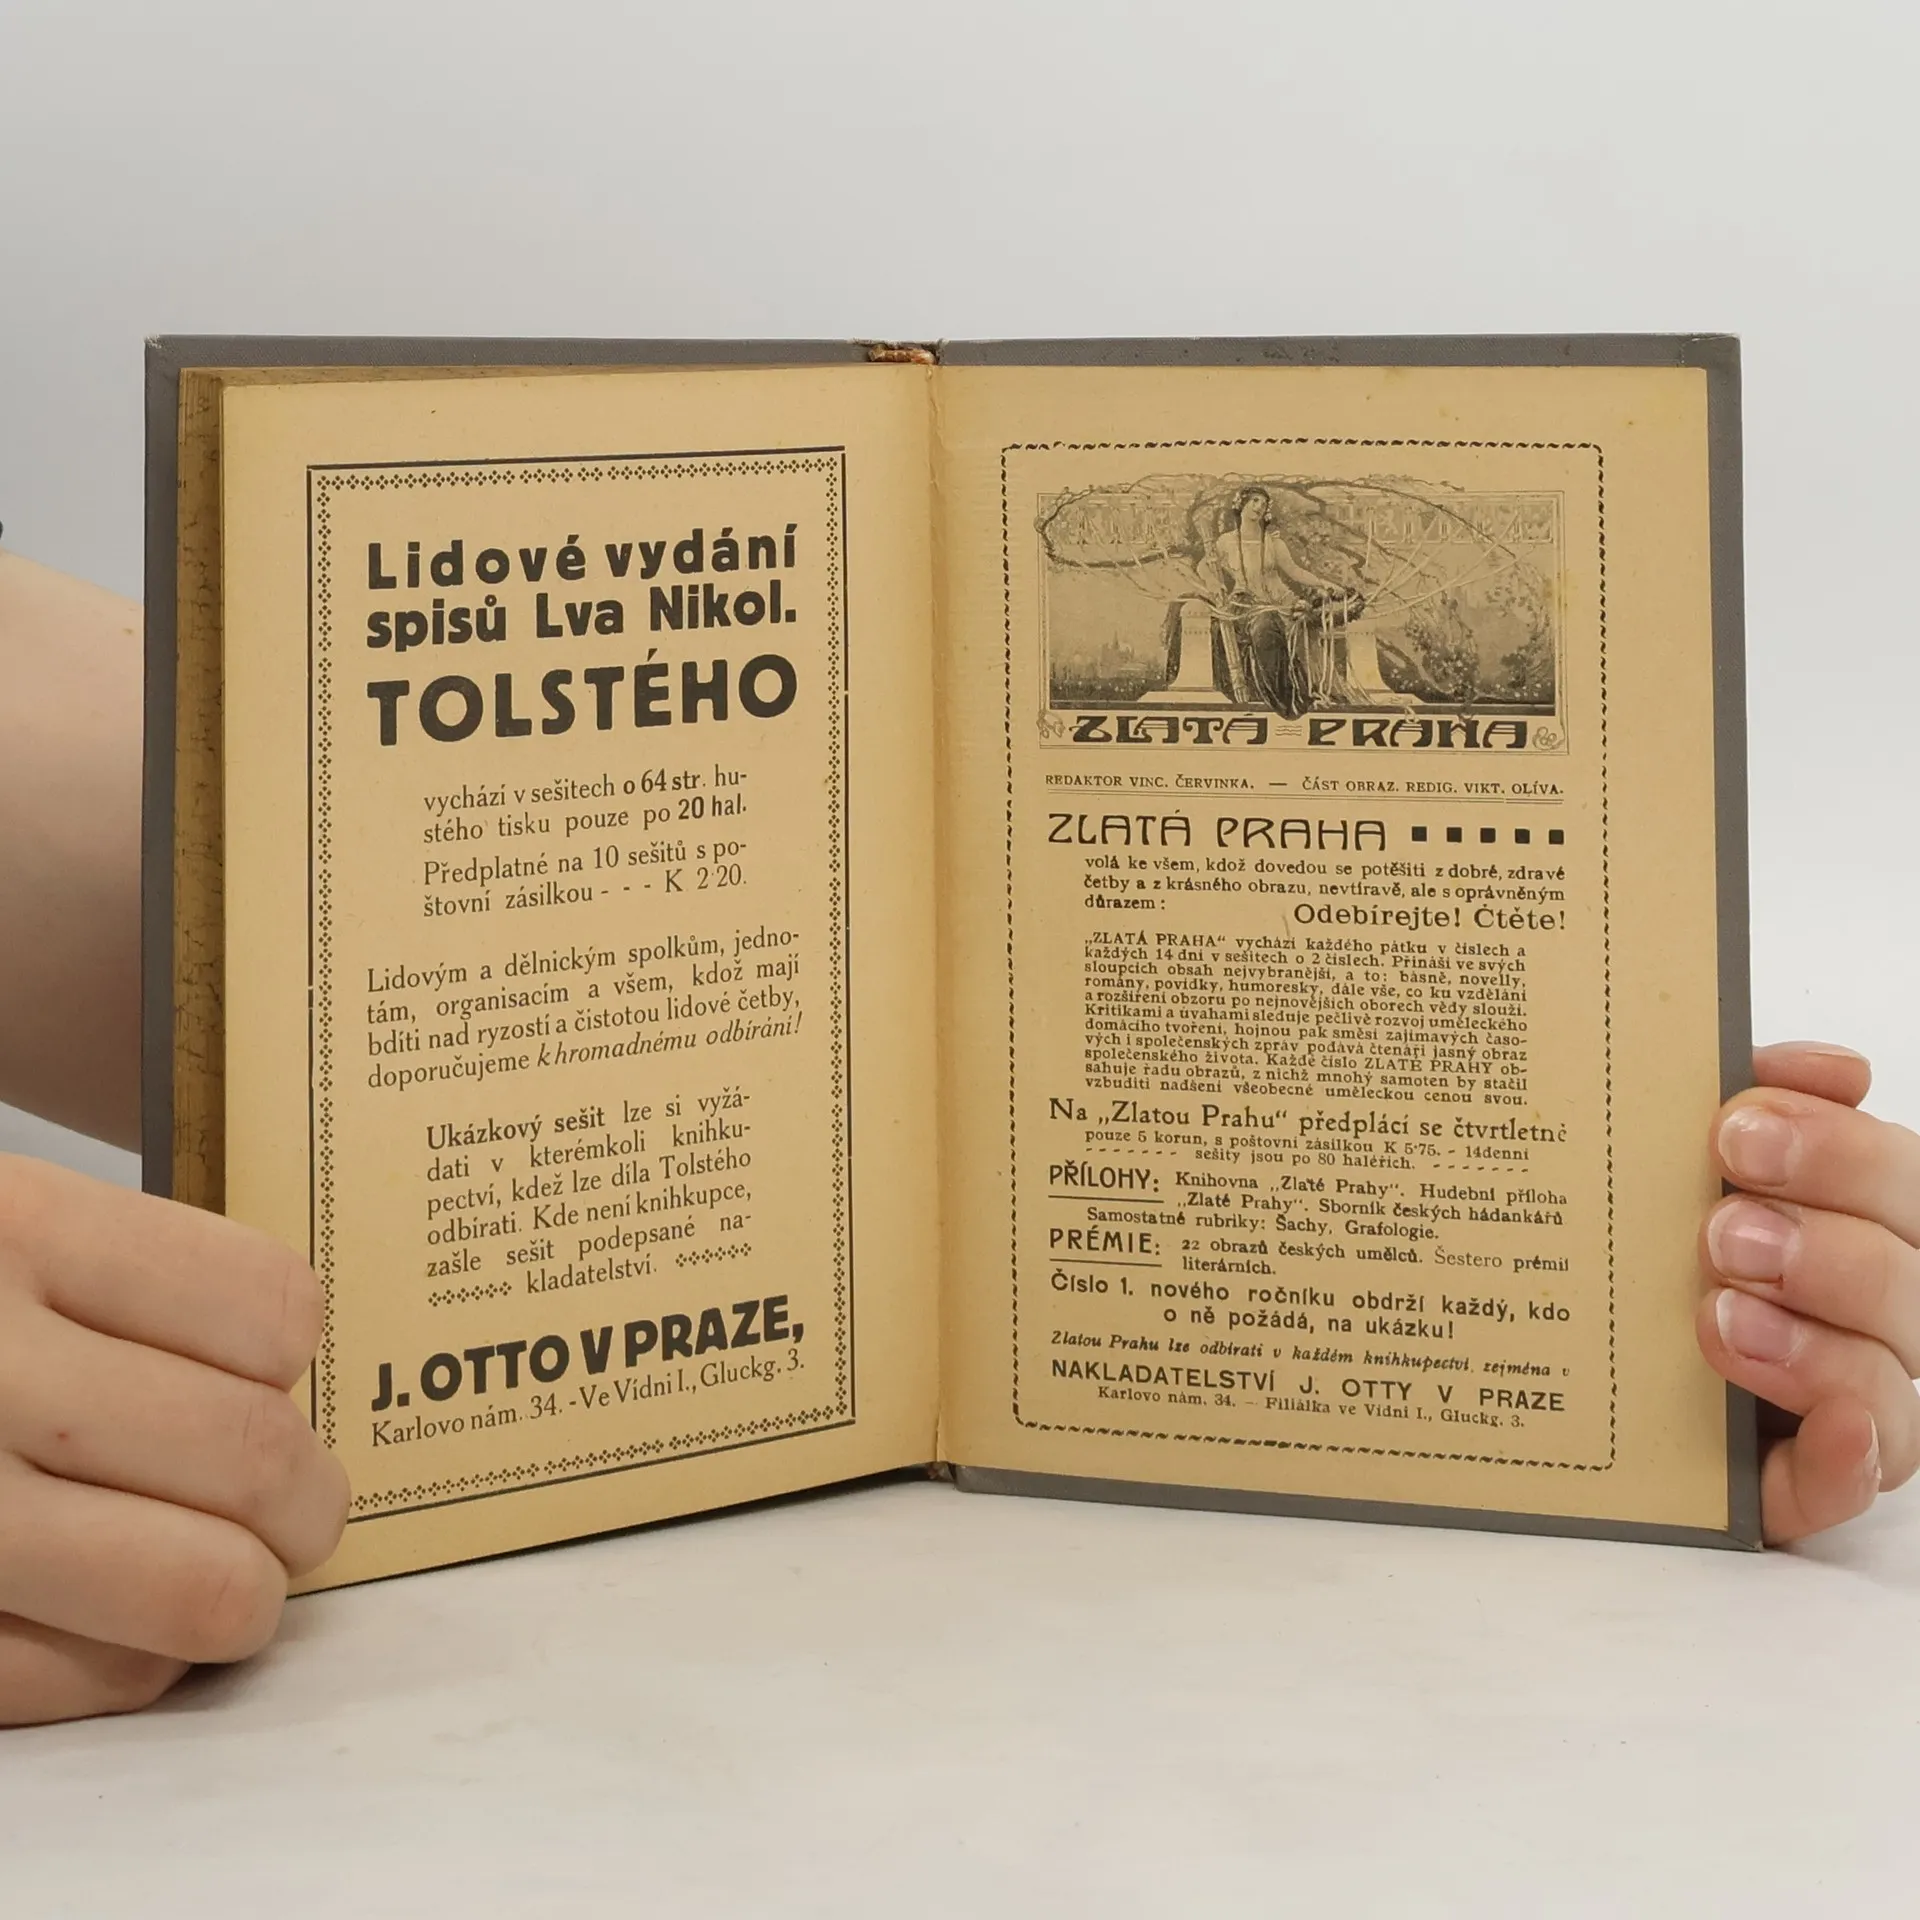 Lidové vydání
spisů Lva Nikol.
TOLSTÉHO
vychází v sešitech o 64 str. hu-
stého tisku pouze po 20 hal.
Předplatné na 10 sešitů s po-
štovní zásilkou - - - K 2·20.
Lidovým a dělnickým spolkům, jedno-
tám, organisacím a všem, kdož mají
bdíti nad ryzostí a čistotou lidové četby,
doporučujeme k hromadnému odbírání!
Ukázkový sešit lze si vyžá-
dati v kterémkoli knihku-
pectví, kdež lze díla Tolstého
odbírati. Kde není knihkupce,
zašle sešit podepsané na-
kladatelství.
J. OTTO V PRAZE,
Karlovo nám. 34. - Ve Vídni I., Gluckg. 3.
ZLATÁ PRAHA
REDAKTOR VINC. ČERVINKA. — ČÁST OBRAZ. REDIG. VIKT. OLÍVA.
ZLATÁ PRAHA
volá ke všem, kdož dovedou se potěšiti z dobré, zdravé
četby a z krásného obrazu, nevtíravě, ale s oprávněným
důrazem: Odebírejte! Čtěte!
„ZLATÁ PRAHA“ vychází každého pátku v číslech a
každých 14 dní v sešitech o 2 číslech. Přináší ve svých
sloupcích obsah nejvybranější, a to: básně, novelly,
romány, povídky, humoresky, dále vše, co ku vzdělání
a rozšíření obzoru po nejnovějších oborech vědy slouží.
Kritikami a úvahami sleduje pečlivě rozvoj uměleckého
domácího tvoření, hojnou pak směsí zajímavých časo-
vých i společenských zpráv podává čtenáři jasný obraz
společenského života. Každé číslo ZLATÉ PRAHY ob-
sahuje řadu obrazů, z nichž mnohý samoten by stačil
vzbuditi nadšení všeobecné uměleckou cenou svou.
Na „Zlatou Prahu“ předplácí se čtvrtletně
pouze 5 korun, s poštovní zásilkou K 5·75. - 14denní
- - - - - - - sešity jsou po 80 haléřích. - - - - - - -
PŘÍLOHY: Knihovna „Zlaté Prahy“. Hudební příloha
„Zlaté Prahy“. Sborník českých hádankářů
Samostatné rubriky: Šachy, Grafologie.
PRÉMIE: 22 obrazů českých umělců. Šestero prémií
literárních.
Číslo 1. nového ročníku obdrží každý, kdo
o ně požádá, na ukázku!
Zlatou Prahu lze odbírati v každém knihkupectví, zejména v
NAKLADATELSTVÍ J. OTTY V PRAZE
Karlovo nám. 34. — Filiálka ve Vídni I., Gluckg. 3.